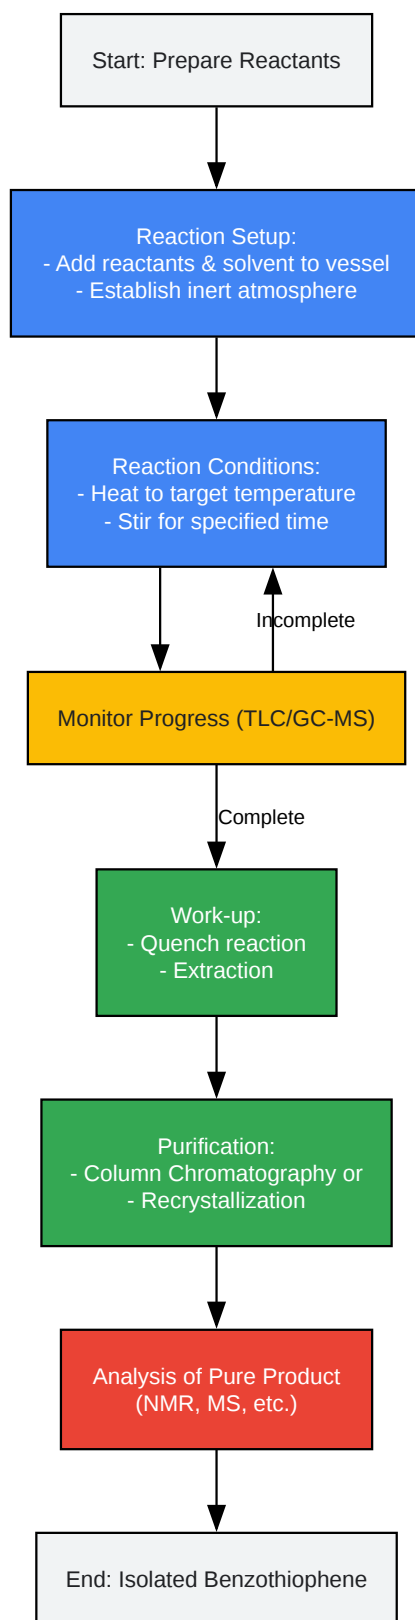 Start: Prepare Reactants
Reaction Setup:
- Add reactants & solvent to vessel
- Establish inert atmosphere
Reaction Conditions:
- Heat to target temperature
- Stir for specified time
Incomplete
Monitor Progress (TLC/GC-MS)
Complete
Work-up:
- Quench reaction
- Extraction
Purification:
- Column Chromatography or
- Recrystallization
Analysis of Pure Product
(NMR, MS, etc.)
End: Isolated Benzothiophene